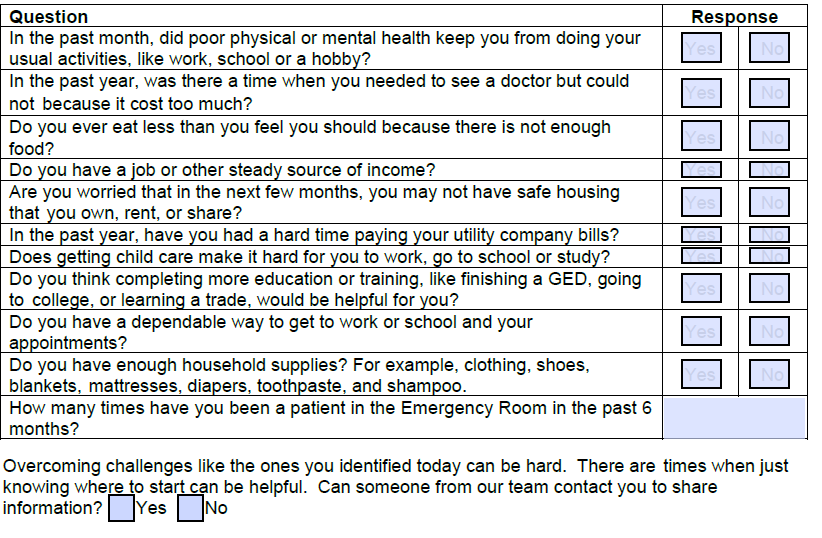 Question Response
In the past month, did poor physical or mental health keep you from doing your
usual activities, like work, school or a hobby? Yes No
In the past year, was there a time when you needed to see a doctor but could
not because it cost too much? Yes No
Do you ever eat less than you feel you should because there is not enough
food? Yes No
Do you have a job or other steady source of income? Yes No
Are you worried that in the next few months, you may not have safe housing
that you own, rent, or share? Yes No
In the past year, have you had a hard time paying your utility company bills? Yes No
Does getting child care make it hard for you to work, go to school or study? Yes No
Do you think completing more education or training, like finishing a GED, going
to college, or learning a trade, would be helpful for you? Yes No
Do you have a dependable way to get to work or school and your
appointments? Yes No
Do you have enough household supplies? For example, clothing, shoes,
blankets, mattresses, diapers, toothpaste, and shampoo. Yes No
How many times have you been a patient in the Emergency Room in the past 6
months?
Overcoming challenges like the ones you identified today can be hard. There are times when just
knowing where to start can be helpful. Can someone from our team contact you to share
information? Yes No